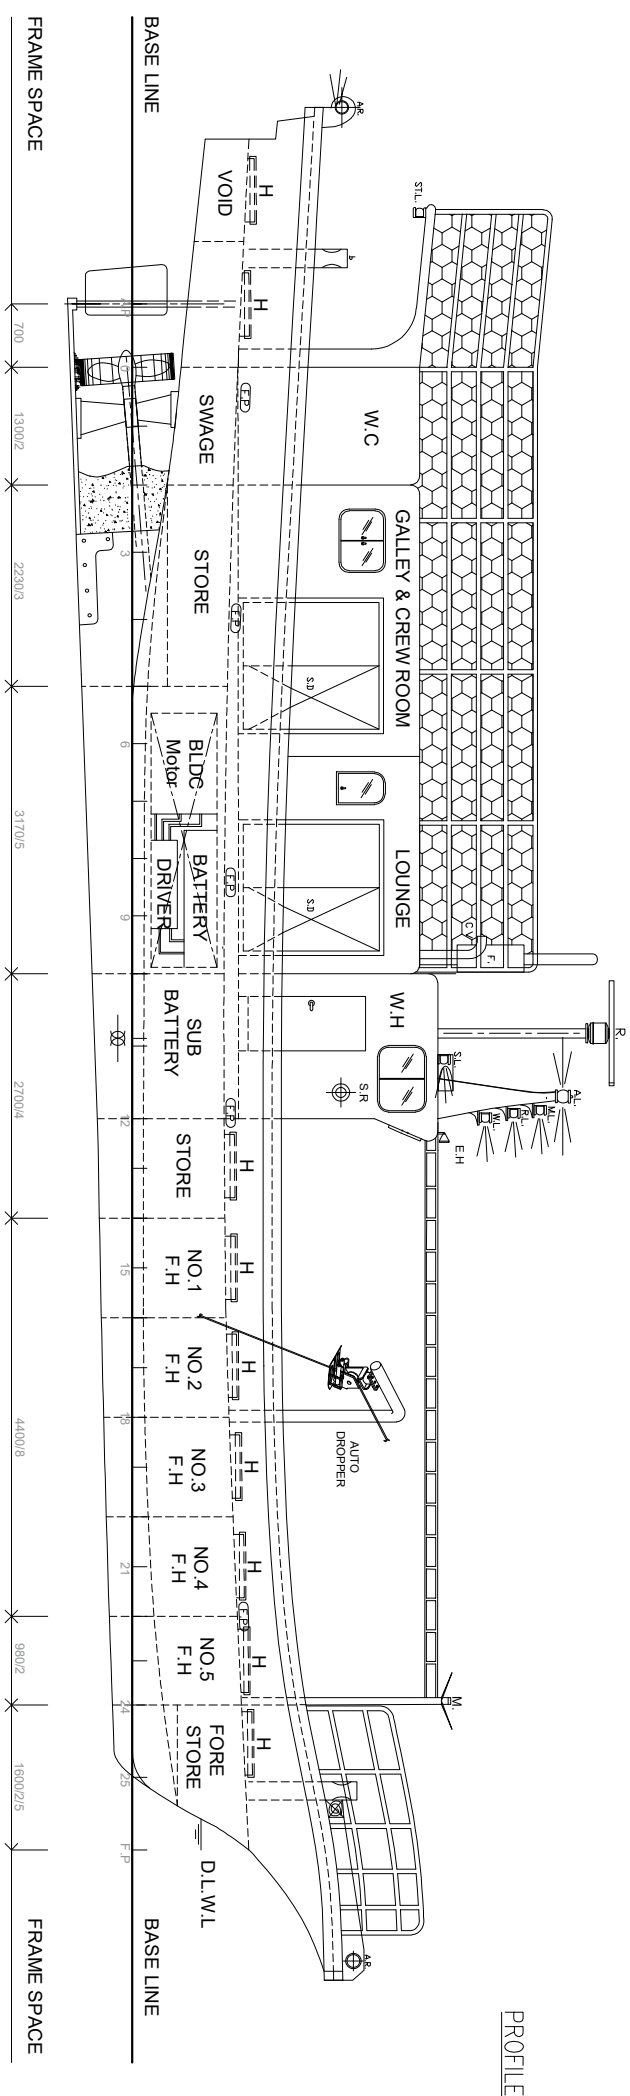 PROFILE
R.
A.L.
M.L.
R.L.
W.L.
S.L.
E.H
M.
ST.L.
C.V.
F.
A.R.
A.R.
W.C
GALLEY & CREW ROOM
LOUNGE
W.H
S.R
AUTO
DROPPER
S.D
S.D
b
H
H
H
H
H
H
H
H
H
F.P
F.P
F.P
F.P
F.P
VOID
SWAGE
STORE
BLDC
Motor
BATTERY
DRIVER
SUB
BATTERY
STORE
NO.1
F.H
NO.2
F.H
NO.3
F.H
NO.4
F.H
NO.5
F.H
FORE
STORE
D.L.W.L
BASE LINE
A.P
0
3
6
9
12
15
18
21
24
25
F.P
BASE LINE
FRAME SPACE
700
1300/2
2230/3
3170/5
2700/4
4400/8
980/2
1600/2/5
FRAME SPACE